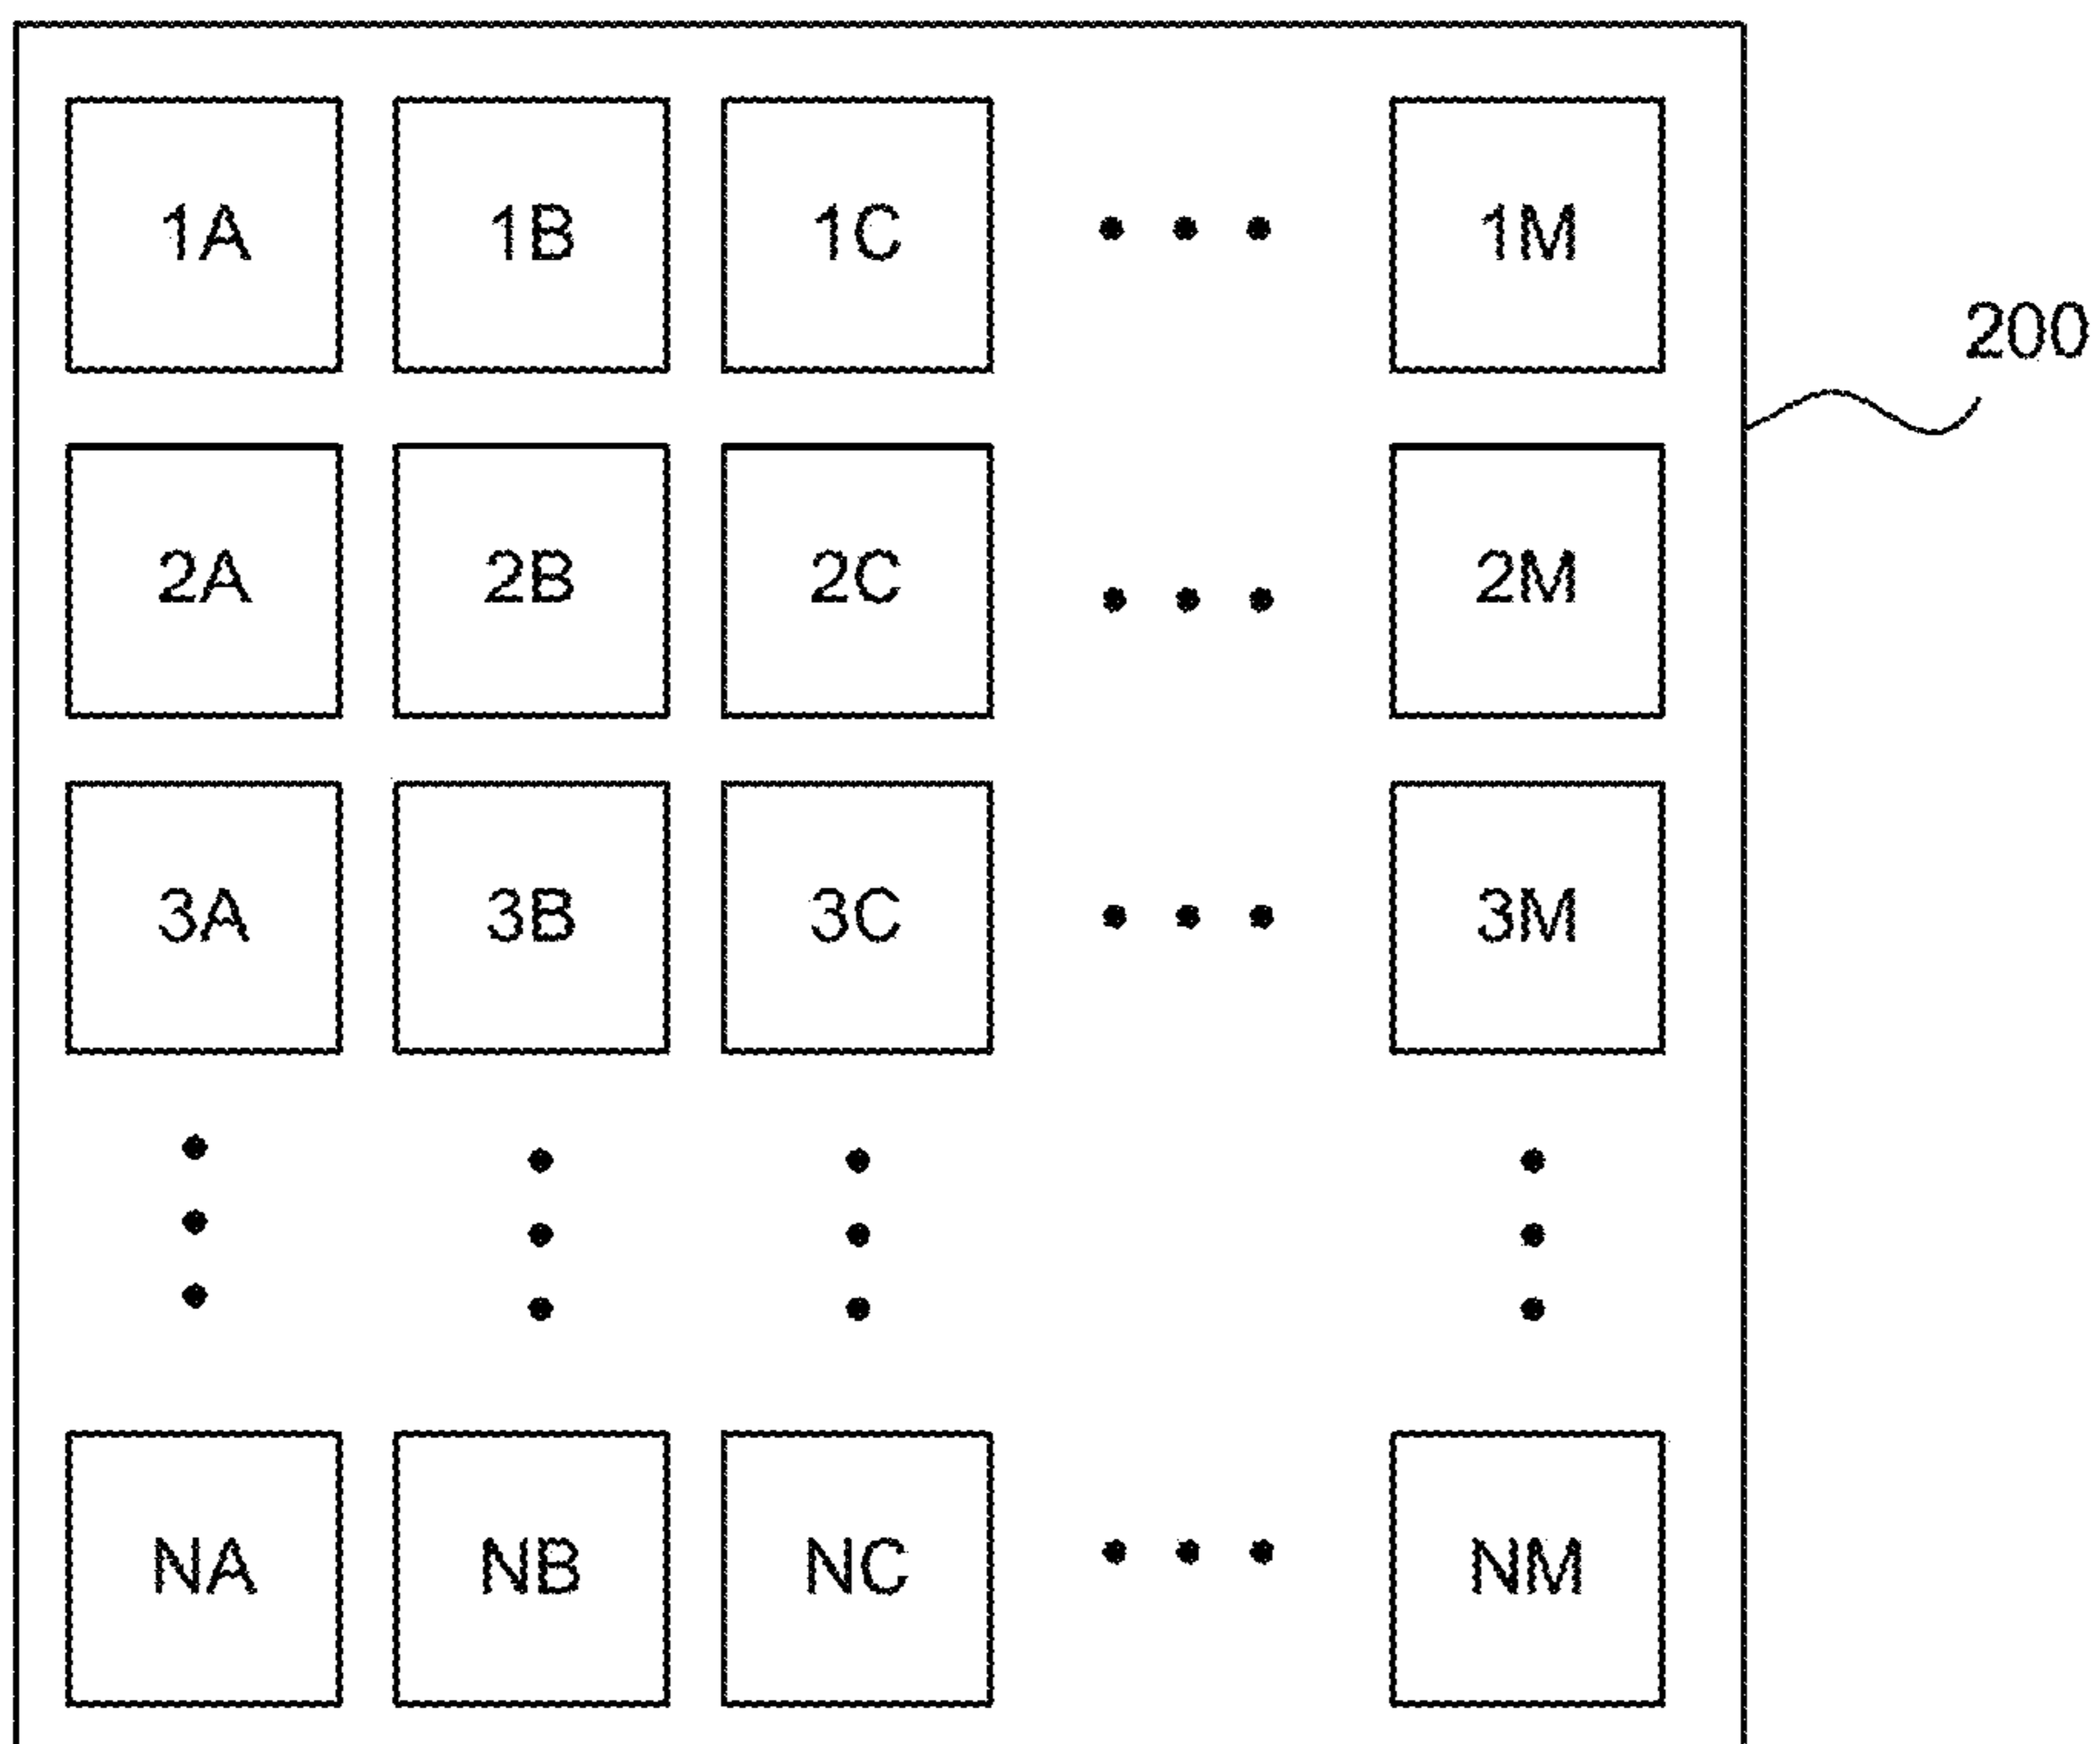 1A 1B 1C • • • 1M
200
2A 2B 2C • • • 2M
3A 3B 3C • • • 3M
NA NB NC • • • NM